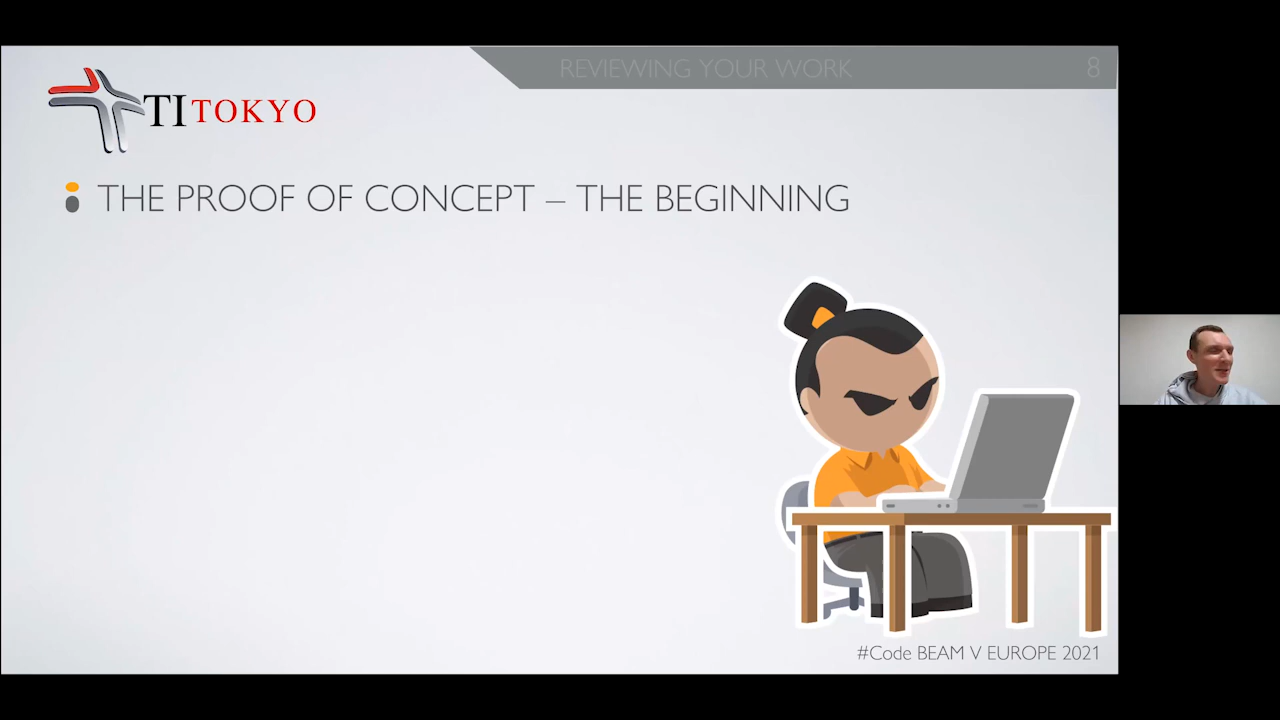 REVIEWING YOUR WORK 8
TI TOKYO
THE PROOF OF CONCEPT – THE BEGINNING
#Code BEAM V EUROPE 2021